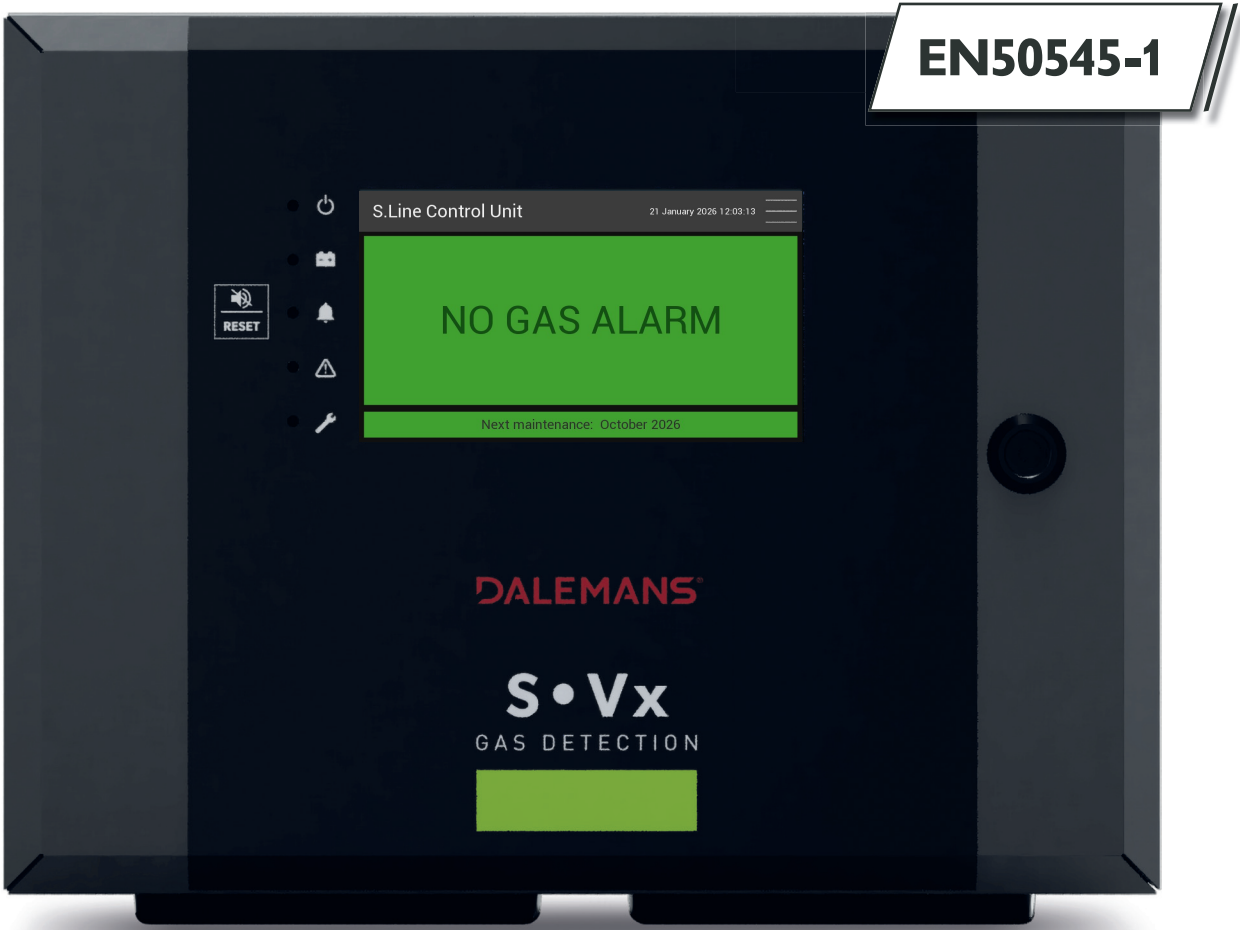 EN50545-1
S.Line Control Unit
21 January 2026 12:03:13
NO GAS ALARM
RESET
Next maintenance: October 2026
DALEMANS®
S•Vx
GAS DETECTION